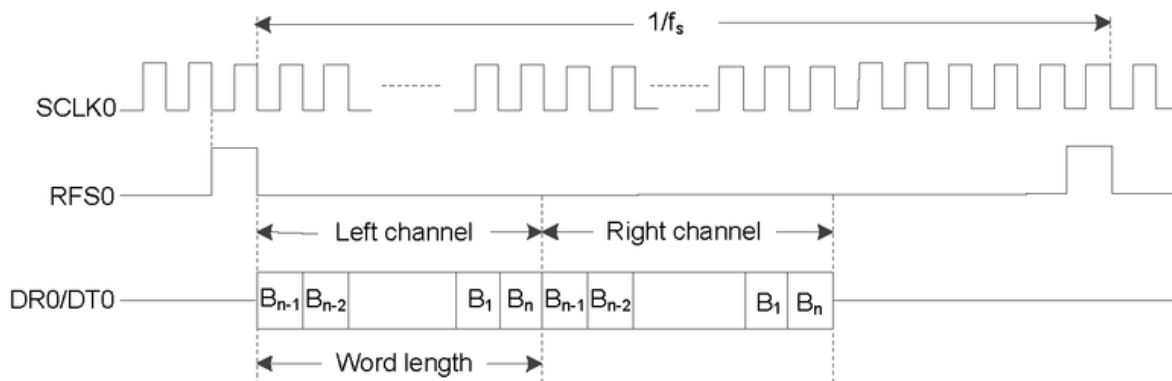 1/fs
SCLK0
RFS0
Left channel Right channel
DR0/DT0 Bn-1 Bn-2 B1 Bn Bn-1 Bn-2 B1 Bn
Word length